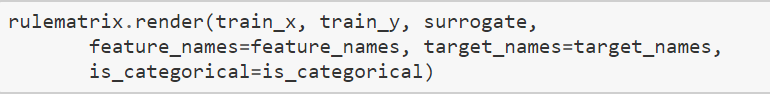 rulematrix.render(train_x, train_y, surrogate,
feature_names=feature_names, target_names=target_names,
is_categorical=is_categorical)